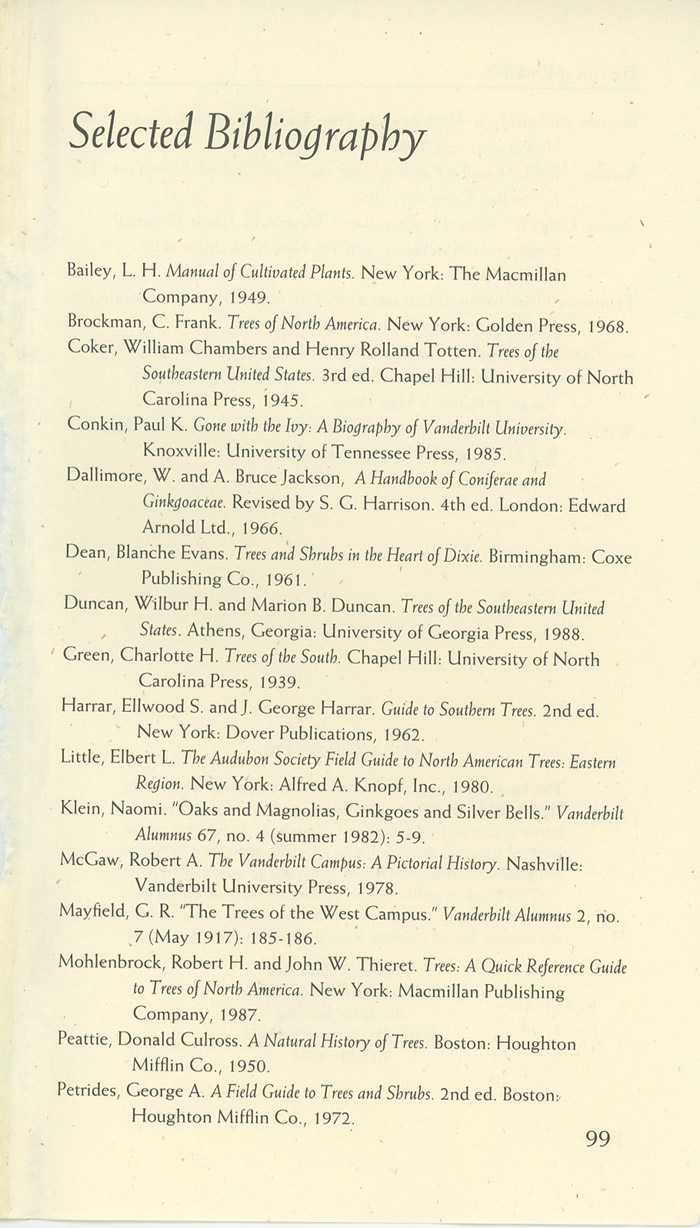 Selected Bibliography
Bailey, L. H. Manual of Cultivated Plants. New York: The Macmillan
Company, 1949.
Brockman, C. Frank. Trees of North America. New York: Golden Press, 1968.
Coker, William Chambers and Henry Rolland Totten. Trees of the
Southeastern United States. 3rd ed. Chapel Hill: University of North
Carolina Press, 1945.
Conkin, Paul K. Gone with the Ivy: A Biography of Vanderbilt University.
Knoxville: University of Tennessee Press, 1985.
Dallimore, W. and A. Bruce Jackson, A Handbook of Coniferae and
Ginkgoaceae. Revised by S. G. Harrison. 4th ed. London: Edward
Arnold Ltd., 1966.
Dean, Blanche Evans. Trees and Shrubs in the Heart of Dixie. Birmingham: Coxe
Publishing Co., 1961.
Duncan, Wilbur H. and Marion B. Duncan. Trees of the Southeastern United
States. Athens, Georgia: University of Georgia Press, 1988.
Green, Charlotte H. Trees of the South. Chapel Hill: University of North
Carolina Press, 1939.
Harrar, Ellwood S. and J. George Harrar. Guide to Southern Trees. 2nd ed.
New York: Dover Publications, 1962.
Little, Elbert L. The Audubon Society Field Guide to North American Trees: Eastern
Region. New York: Alfred A. Knopf, Inc., 1980.
Klein, Naomi. "Oaks and Magnolias, Ginkgoes and Silver Bells." Vanderbilt
Alumnus 67, no. 4 (summer 1982): 5-9.
McGaw, Robert A. The Vanderbilt Campus: A Pictorial History. Nashville:
Vanderbilt University Press, 1978.
Mayfield, G. R. "The Trees of the West Campus." Vanderbilt Alumnus 2, no.
7 (May 1917): 185-186.
Mohlenbrock, Robert H. and John W. Thieret. Trees: A Quick Reference Guide
to Trees of North America. New York: Macmillan Publishing
Company, 1987.
Peattie, Donald Culross. A Natural History of Trees. Boston: Houghton
Mifflin Co., 1950.
Petrides, George A. A Field Guide to Trees and Shrubs. 2nd ed. Boston:
Houghton Mifflin Co., 1972.
99